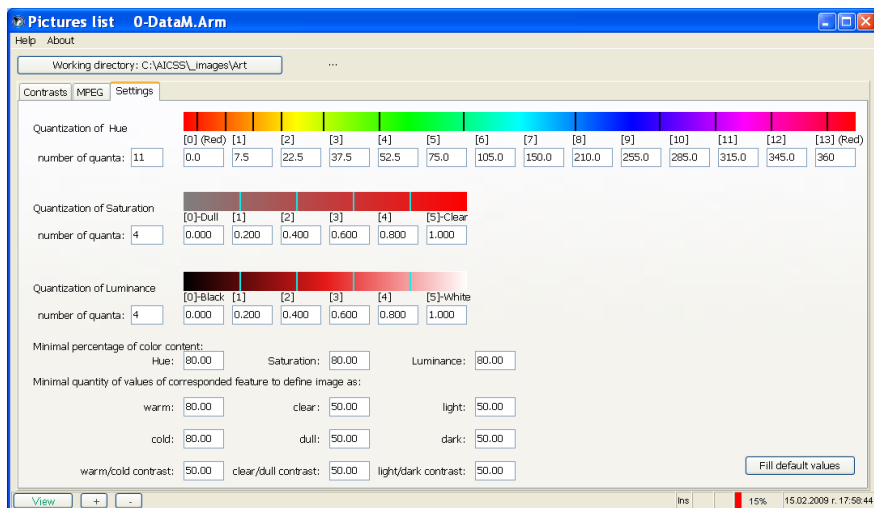 Pictures list 0-DataM.Arm
Help About
Working directory: C:\AICSS\_images\Art ...
Contrasts MPEG Settings
Quantization of Hue
[0] (Red) [1] [2] [3] [4] [5] [6] [7] [8] [9] [10] [11] [12] [13] (Red)
number of quanta: 11 0.0 7.5 22.5 37.5 52.5 75.0 105.0 150.0 210.0 255.0 285.0 315.0 345.0 360
Quantization of Saturation
[0]-Dull [1] [2] [3] [4] [5]-Clear
number of quanta: 4 0.000 0.200 0.400 0.600 0.800 1.000
Quantization of Luminance
[0]-Black [1] [2] [3] [4] [5]-White
number of quanta: 4 0.000 0.200 0.400 0.600 0.800 1.000
Minimal percentage of color content:
Hue: 80.00 Saturation: 80.00 Luminance: 80.00
Minimal quantity of values of corresponded feature to define image as:
warm: 80.00 clear: 50.00 light: 50.00
cold: 80.00 dull: 50.00 dark: 50.00
warm/cold contrast: 50.00 clear/dull contrast: 50.00 light/dark contrast: 50.00
Fill default values
View + - Ins 15% 15.02.2009 г. 17:58:44